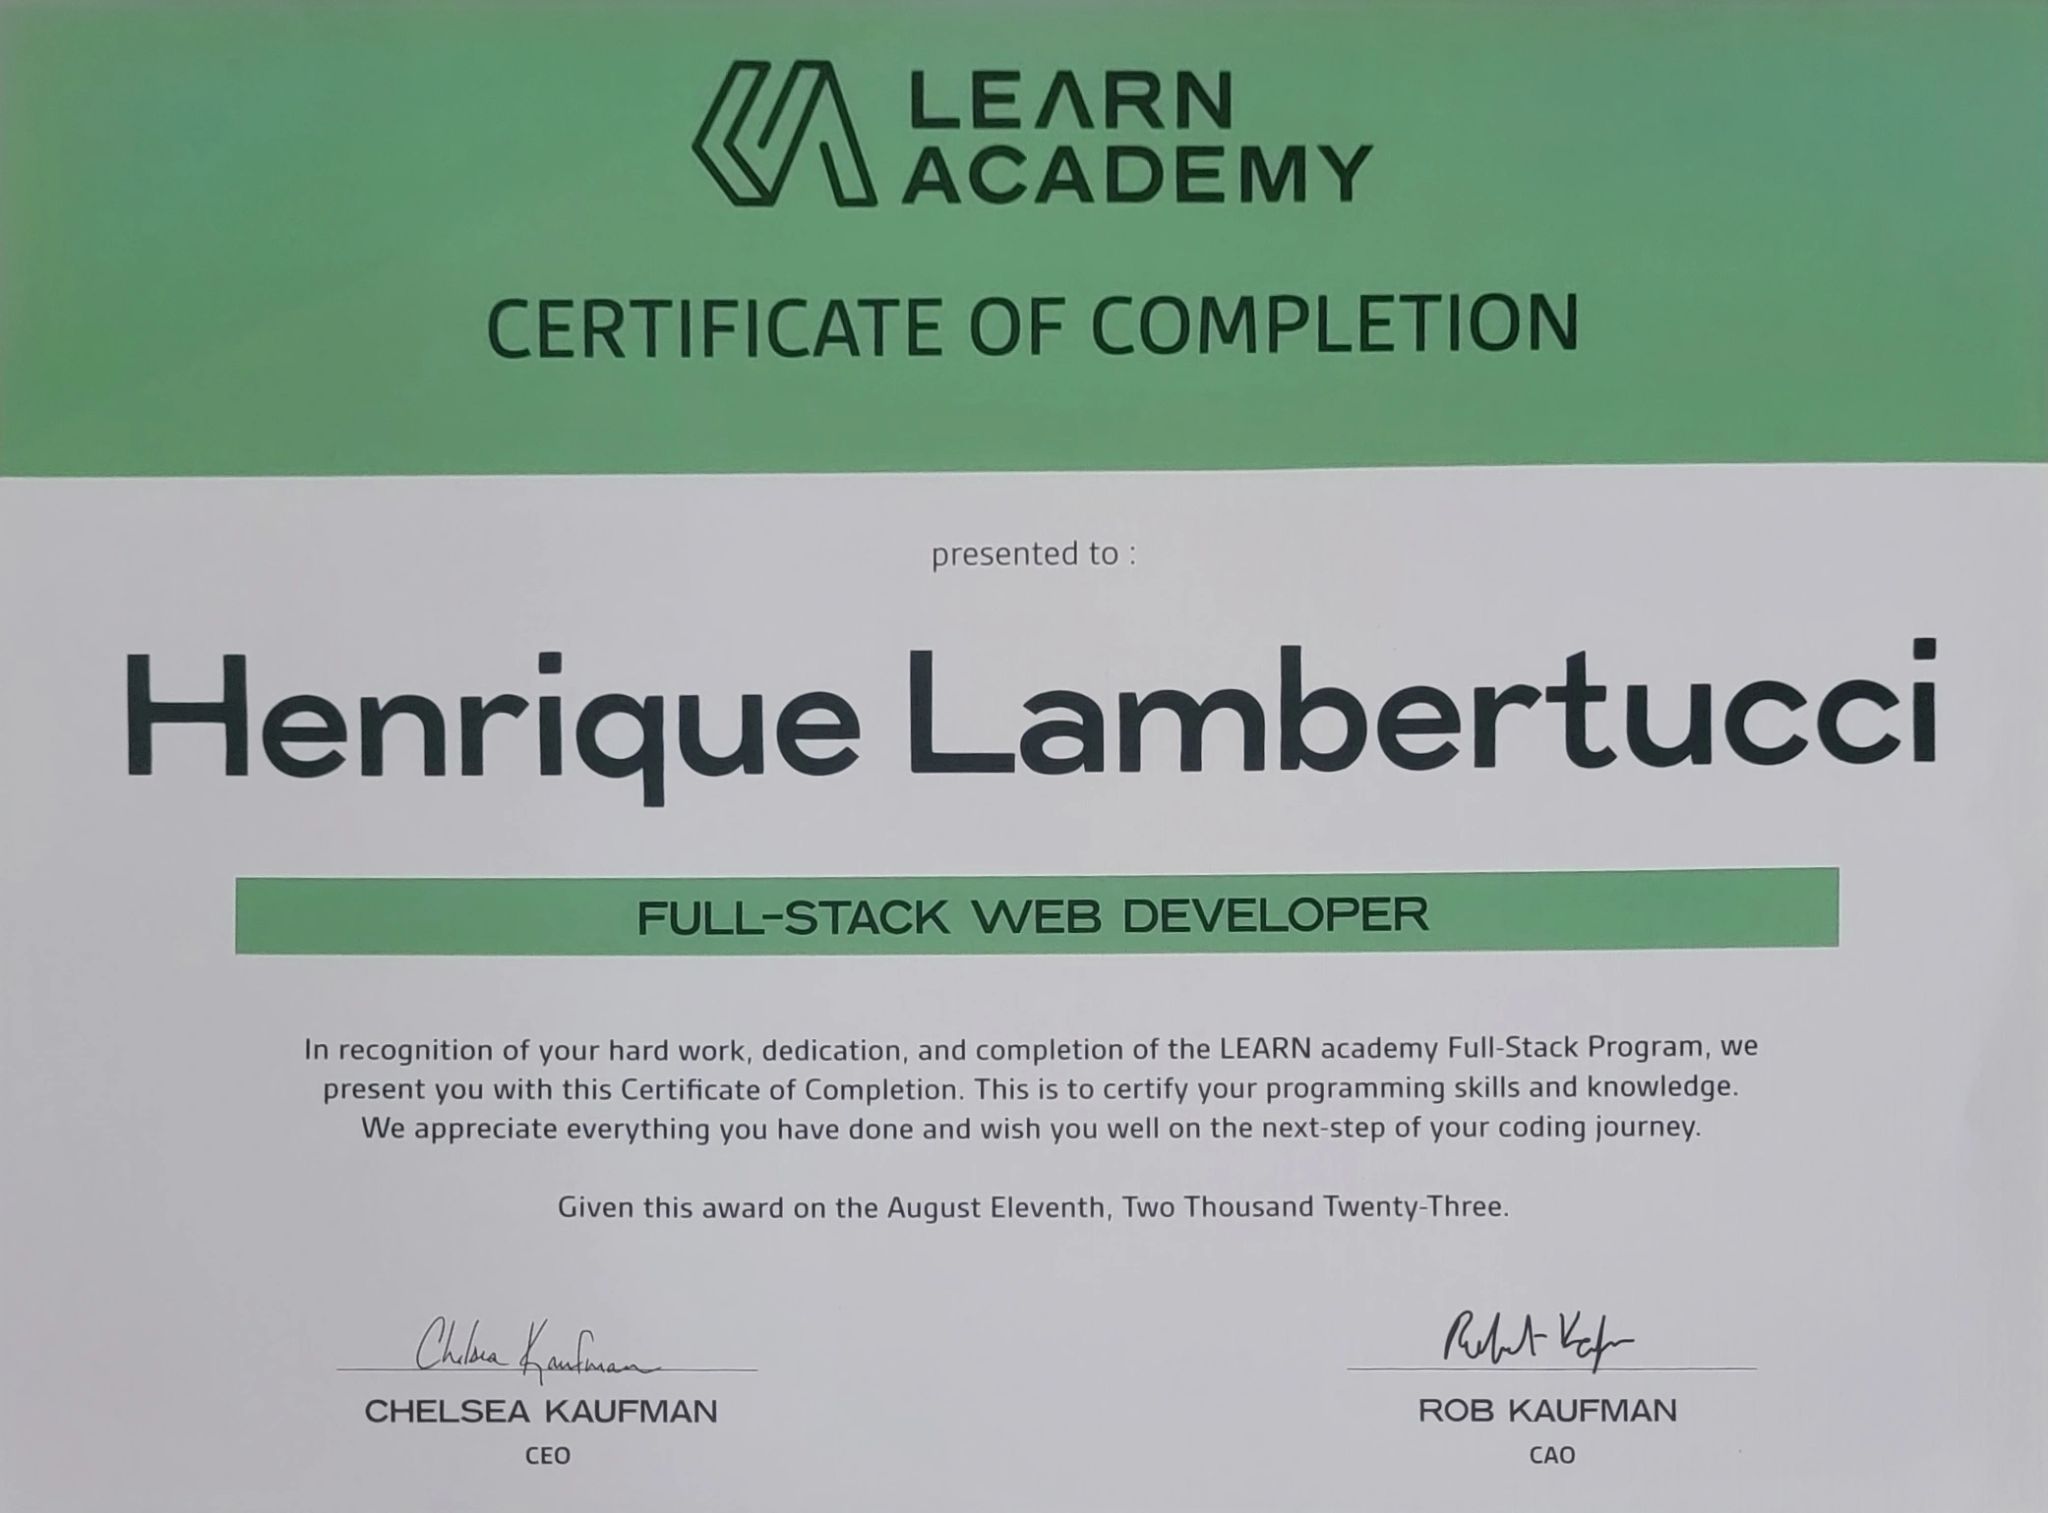 LEARN
ACADEMY
CERTIFICATE OF COMPLETION
presented to :
Henrique Lambertucci
FULL-STACK WEB DEVELOPER
In recognition of your hard work, dedication, and completion of the LEARN academy Full-Stack Program, we
present you with this Certificate of Completion. This is to certify your programming skills and knowledge.
We appreciate everything you have done and wish you well on the next-step of your coding journey.
Given this award on the August Eleventh, Two Thousand Twenty-Three.
Chelsea Kaufman
CHELSEA KAUFMAN
CEO
ROB KAUFMAN
CAO